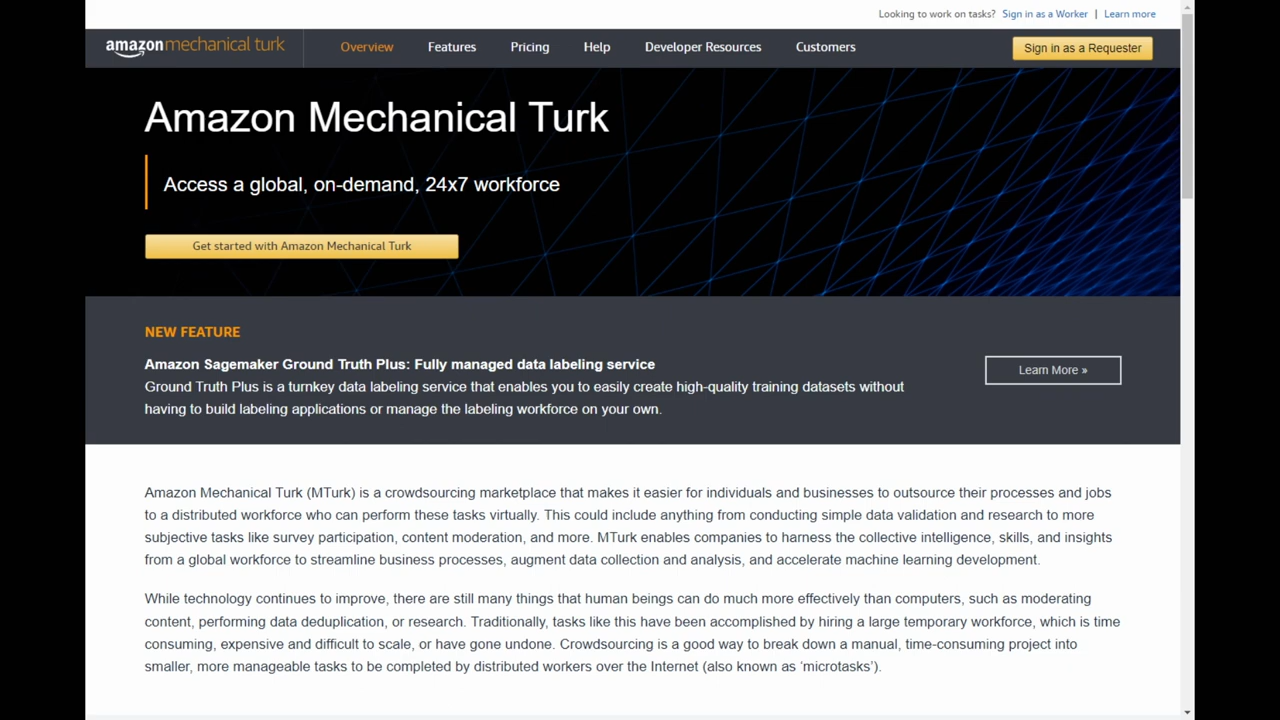 Looking to work on tasks? Sign in as a Worker | Learn more
amazon mechanical turk Overview Features Pricing Help Developer Resources Customers Sign in as a Requester
Amazon Mechanical Turk
Access a global, on-demand, 24x7 workforce
Get started with Amazon Mechanical Turk
NEW FEATURE
Amazon Sagemaker Ground Truth Plus: Fully managed data labeling service
Ground Truth Plus is a turnkey data labeling service that enables you to easily create high-quality training datasets without
having to build labeling applications or manage the labeling workforce on your own.
Learn More »
Amazon Mechanical Turk (MTurk) is a crowdsourcing marketplace that makes it easier for individuals and businesses to outsource their processes and jobs
to a distributed workforce who can perform these tasks virtually. This could include anything from conducting simple data validation and research to more
subjective tasks like survey participation, content moderation, and more. MTurk enables companies to harness the collective intelligence, skills, and insights
from a global workforce to streamline business processes, augment data collection and analysis, and accelerate machine learning development.
While technology continues to improve, there are still many things that human beings can do much more effectively than computers, such as moderating
content, performing data deduplication, or research. Traditionally, tasks like this have been accomplished by hiring a large temporary workforce, which is time
consuming, expensive and difficult to scale, or have gone undone. Crowdsourcing is a good way to break down a manual, time-consuming project into
smaller, more manageable tasks to be completed by distributed workers over the Internet (also known as ‘microtasks’).